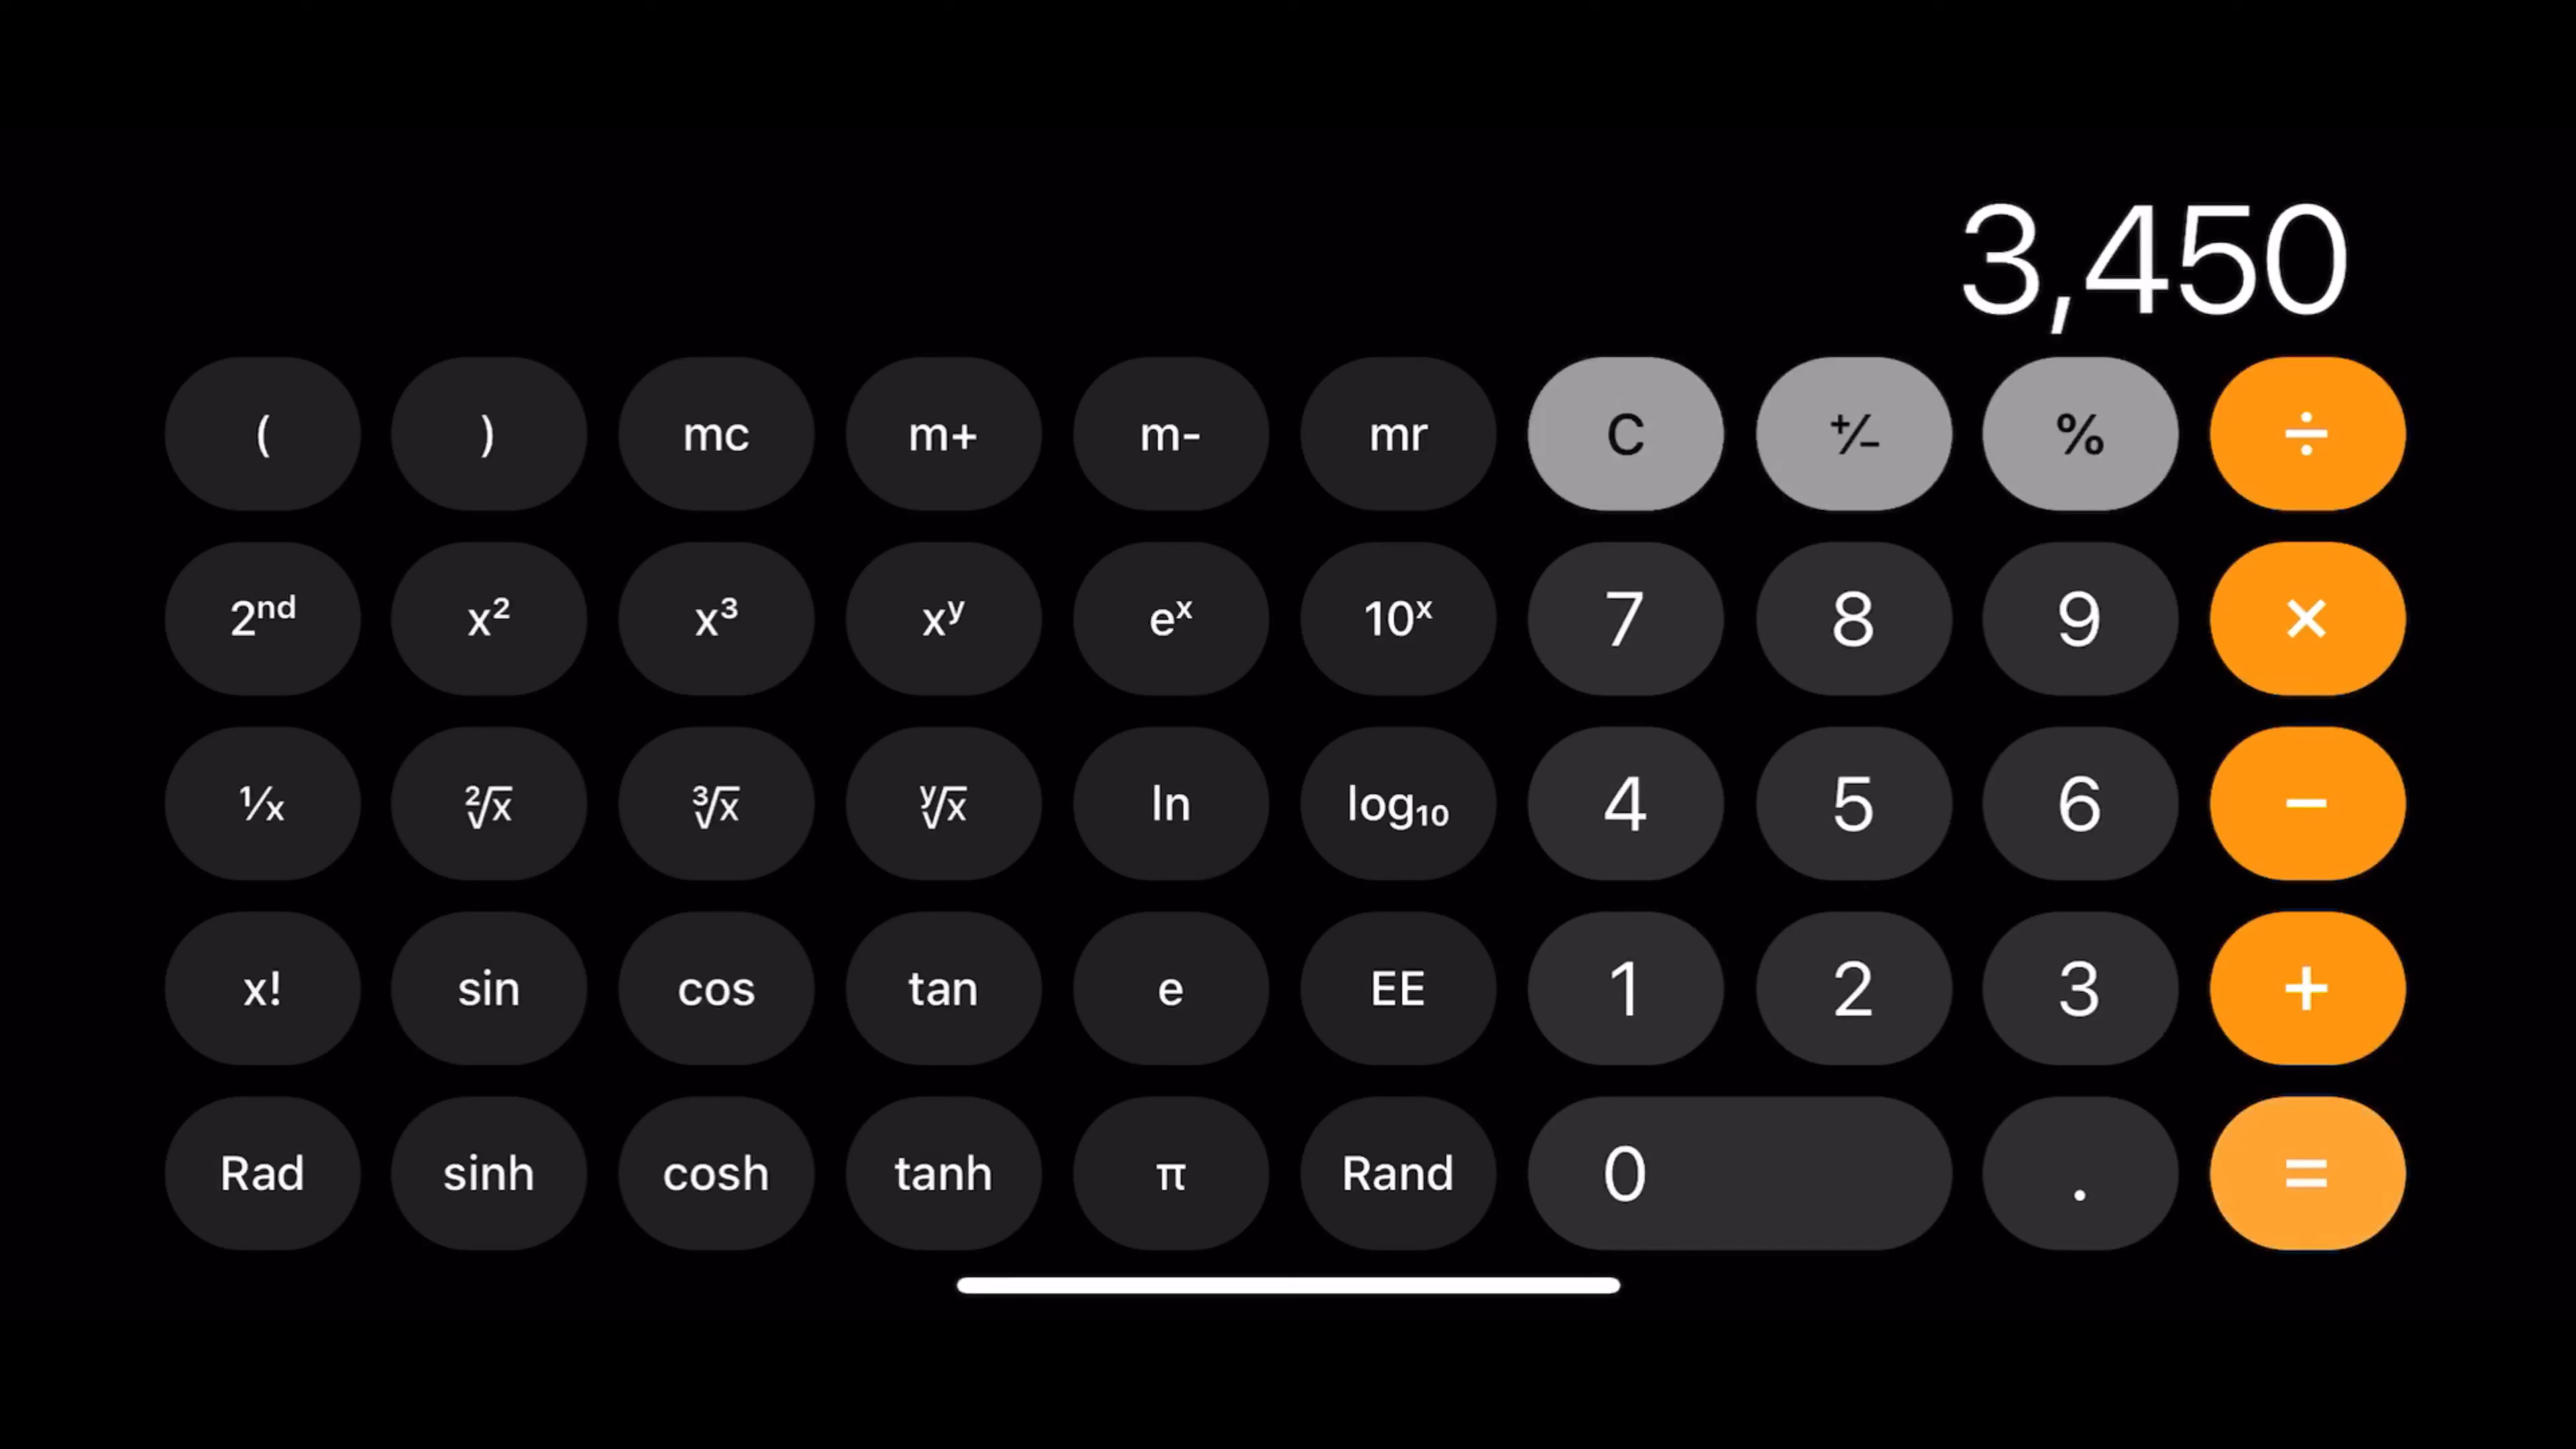 3,450
( ) mc m+ m- mr C ⁺∕₋ % ÷
2ⁿᵈ x² x³ xʸ eˣ 10ˣ 7 8 9 ×
¹∕x ²√x ³√x ʸ√x ln log₁₀ 4 5 6 −
x! sin cos tan e EE 1 2 3 +
Rad sinh cosh tanh π Rand 0 . =